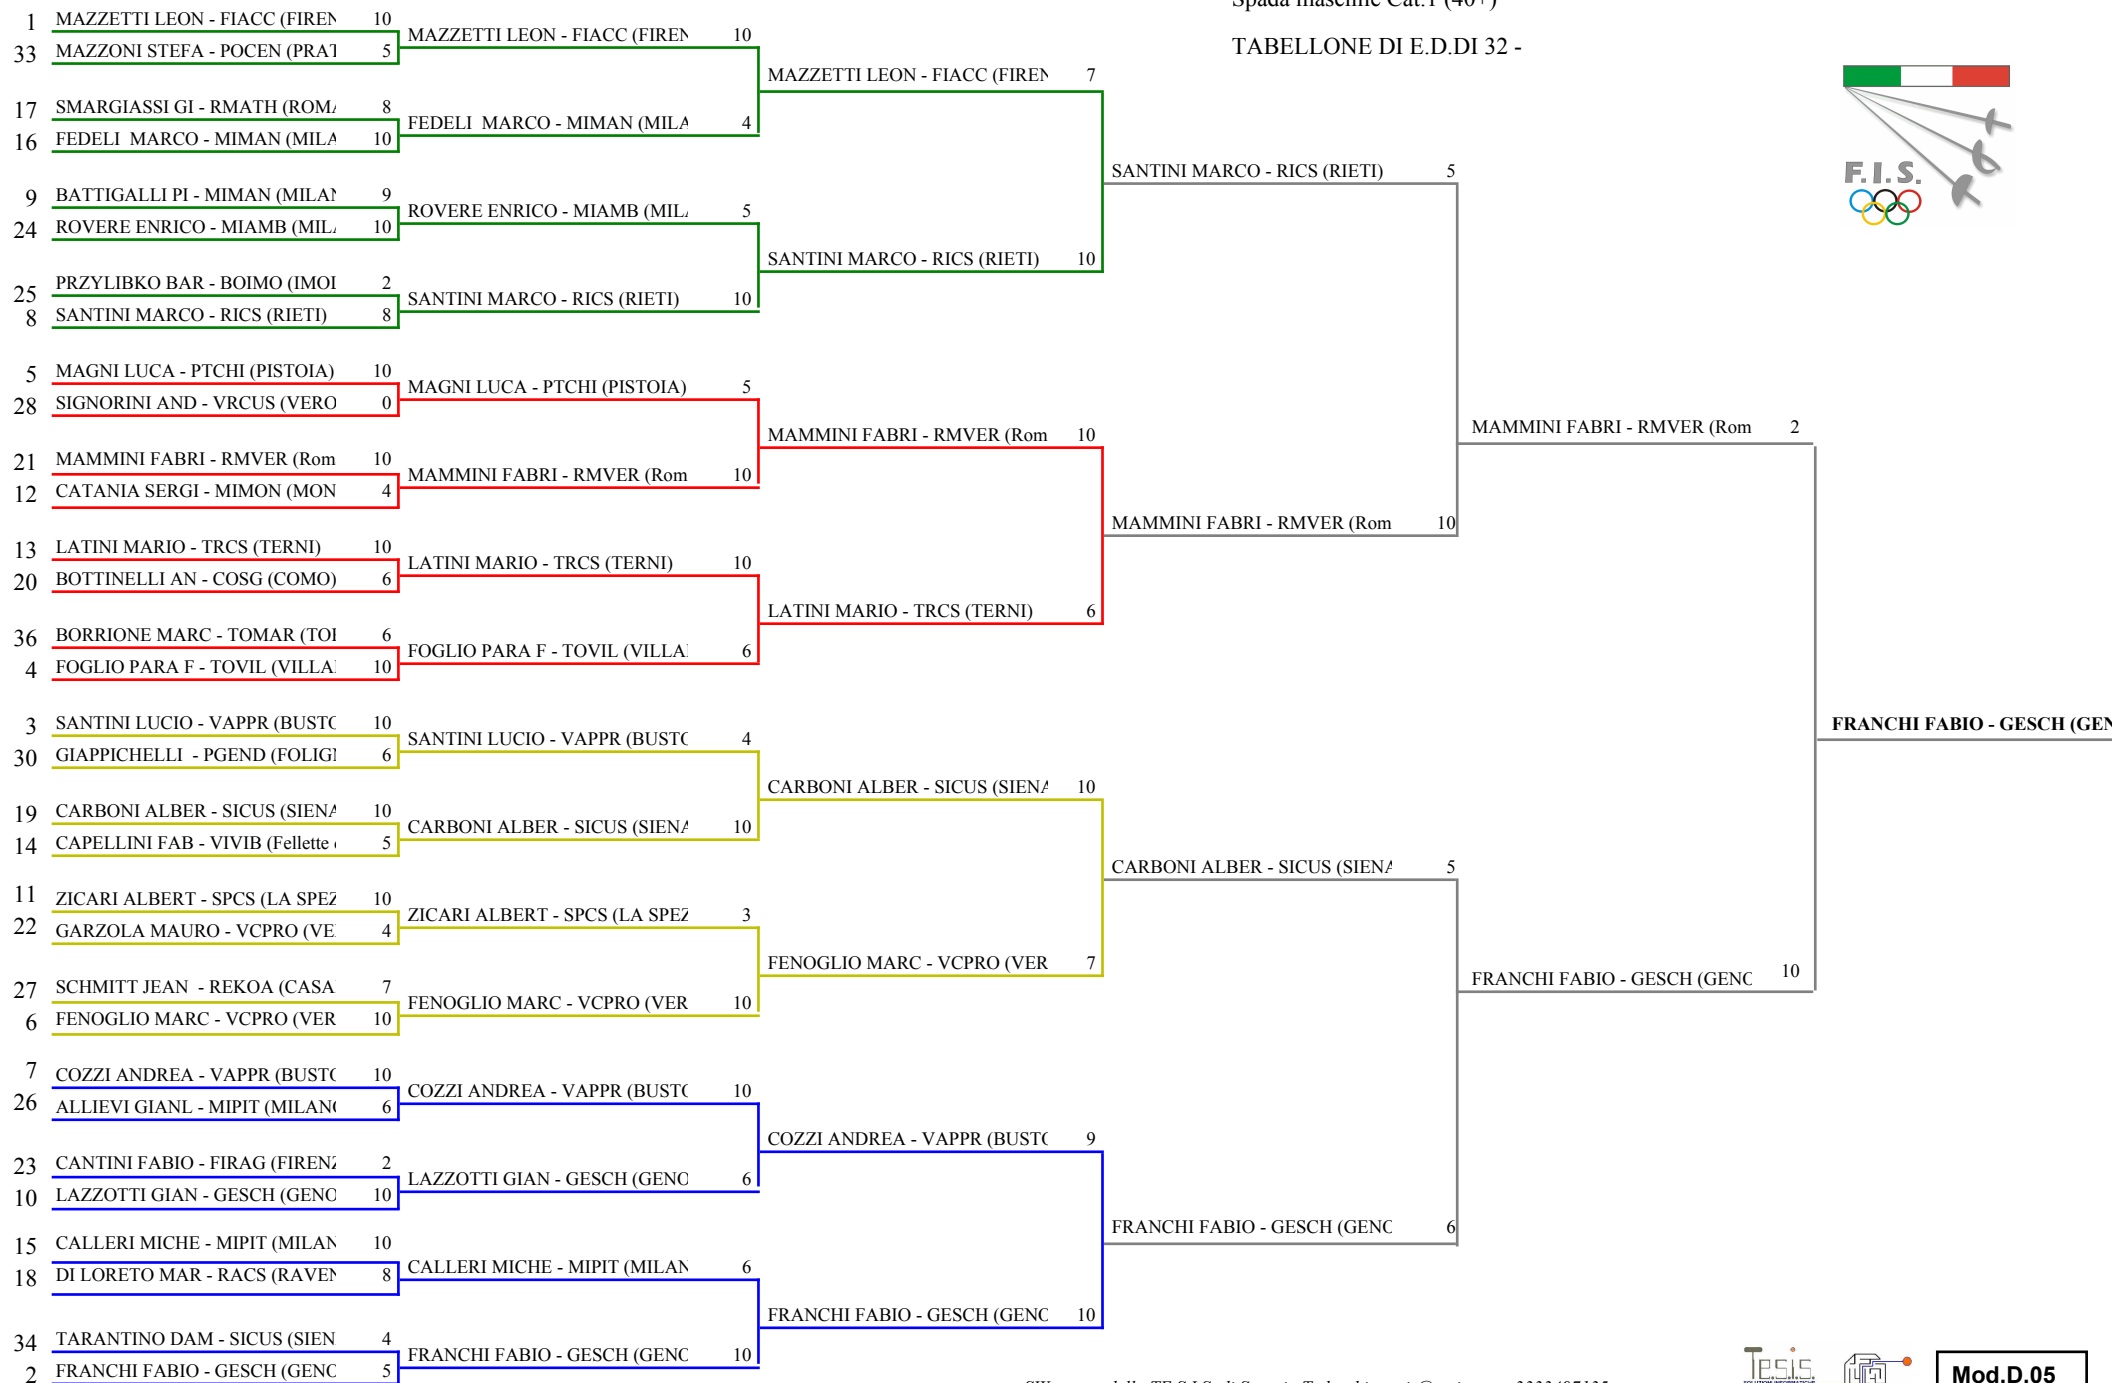 Spada maschile Cat.1 (40+)
TABELLONE DI E.D.DI 32 -
1 MAZZETTI LEON - FIACC (FIREN 10
33 MAZZONI STEFA - POCEN (PRAT 5
17 SMARGIASSI GI - RMATH (ROMA 8
16 FEDELI MARCO - MIMAN (MILA 10
9 BATTIGALLI PI - MIMAN (MILAN 9
24 ROVERE ENRICO - MIAMB (MILA 10
25 PRZYLIBKO BAR - BOIMO (IMOL 2
8 SANTINI MARCO - RICS (RIETI) 8
5 MAGNI LUCA - PTCHI (PISTOIA) 10
28 SIGNORINI AND - VRCUS (VERO 0
21 MAMMINI FABRI - RMVER (Rom 10
12 CATANIA SERGI - MIMON (MON 4
13 LATINI MARIO - TRCS (TERNI) 10
20 BOTTINELLI AN - COSG (COMO) 6
36 BORRIONE MARC - TOMAR (TOR 6
4 FOGLIO PARA F - TOVIL (VILLA 10
3 SANTINI LUCIO - VAPPR (BUSTO 10
30 GIAPPICHELLI - PGEND (FOLIG 6
19 CARBONI ALBER - SICUS (SIENA 10
14 CAPELLINI FAB - VIVIB (Fellette 5
11 ZICARI ALBERT - SPCS (LA SPEZ 10
22 GARZOLA MAURO - VCPRO (VE 4
27 SCHMITT JEAN - REKOA (CASA 7
6 FENOGLIO MARC - VCPRO (VER 10
7 COZZI ANDREA - VAPPR (BUSTO 10
26 ALLIEVI GIANL - MIPIT (MILANO 6
23 CANTINI FABIO - FIRAG (FIRENZ 2
10 LAZZOTTI GIAN - GESCH (GENO 10
15 CALLERI MICHE - MIPIT (MILAN 10
18 DI LORETO MAR - RACS (RAVEN 8
34 TARANTINO DAM - SICUS (SIEN 4
2 FRANCHI FABIO - GESCH (GENO 5
MAZZETTI LEON - FIACC (FIREN 10
FEDELI MARCO - MIMAN (MILA 4
ROVERE ENRICO - MIAMB (MILA 5
SANTINI MARCO - RICS (RIETI) 10
MAGNI LUCA - PTCHI (PISTOIA) 5
MAMMINI FABRI - RMVER (Rom 10
LATINI MARIO - TRCS (TERNI) 10
FOGLIO PARA F - TOVIL (VILLA 6
SANTINI LUCIO - VAPPR (BUSTO 4
CARBONI ALBER - SICUS (SIENA 10
ZICARI ALBERT - SPCS (LA SPEZ 3
FENOGLIO MARC - VCPRO (VER 10
COZZI ANDREA - VAPPR (BUSTO 10
LAZZOTTI GIAN - GESCH (GENO 6
CALLERI MICHE - MIPIT (MILAN 6
FRANCHI FABIO - GESCH (GENO 10
MAZZETTI LEON - FIACC (FIREN 7
SANTINI MARCO - RICS (RIETI) 10
MAMMINI FABRI - RMVER (Rom 10
LATINI MARIO - TRCS (TERNI) 6
CARBONI ALBER - SICUS (SIENA 10
FENOGLIO MARC - VCPRO (VER 7
COZZI ANDREA - VAPPR (BUSTO 9
FRANCHI FABIO - GESCH (GENO 10
SANTINI MARCO - RICS (RIETI) 5
MAMMINI FABRI - RMVER (Rom 10
CARBONI ALBER - SICUS (SIENA 5
FRANCHI FABIO - GESCH (GENO 6
MAMMINI FABRI - RMVER (Rom 2
FRANCHI FABIO - GESCH (GENO 10
FRANCHI FABIO - GESCH (GEN
F.I.S.
Te.s.i.s.
Mod.D.05